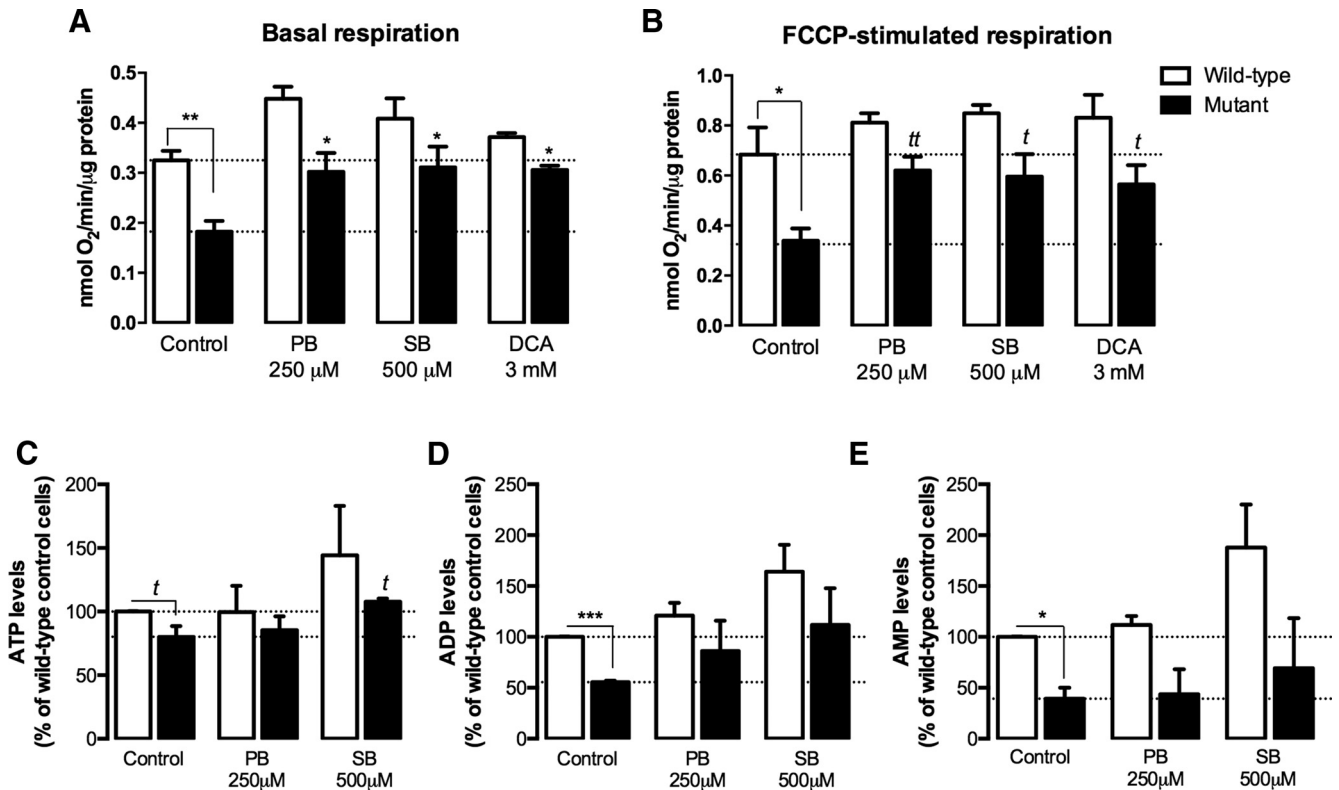 A
Basal respiration
nmol O2/min/µg protein
0.5
0.4
0.3
0.2
0.1
0.0
**
*
*
*
Control
PB
250 µM
SB
500 µM
DCA
3 mM
B
FCCP-stimulated respiration
nmol O2/min/µg protein
1.0
0.8
0.6
0.4
0.2
0.0
*
tt
t
t
Control
PB
250 µM
SB
500 µM
DCA
3 mM
Wild-type
Mutant
C
ATP levels
(% of wild-type control cells)
200
150
100
50
0
t
t
Control
PB
250µM
SB
500µM
D
ADP levels
(% of wild-type control cells)
250
200
150
100
50
0
***
Control
PB
250µM
SB
500µM
E
AMP levels
(% of wild-type control cells)
250
200
150
100
50
0
*
Control
PB
250µM
SB
500µM